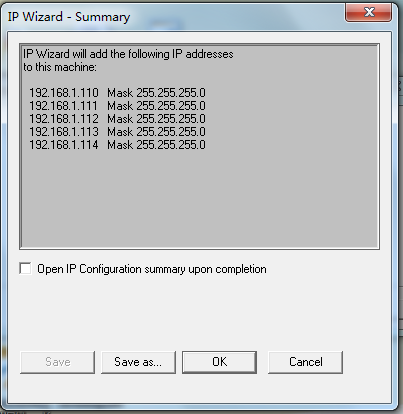 IP Wizard - Summary
IP Wizard will add the following IP addresses
to this machine:
192.168.1.110 Mask 255.255.255.0
192.168.1.111 Mask 255.255.255.0
192.168.1.112 Mask 255.255.255.0
192.168.1.113 Mask 255.255.255.0
192.168.1.114 Mask 255.255.255.0
Open IP Configuration summary upon completion
Save Save as... OK Cancel